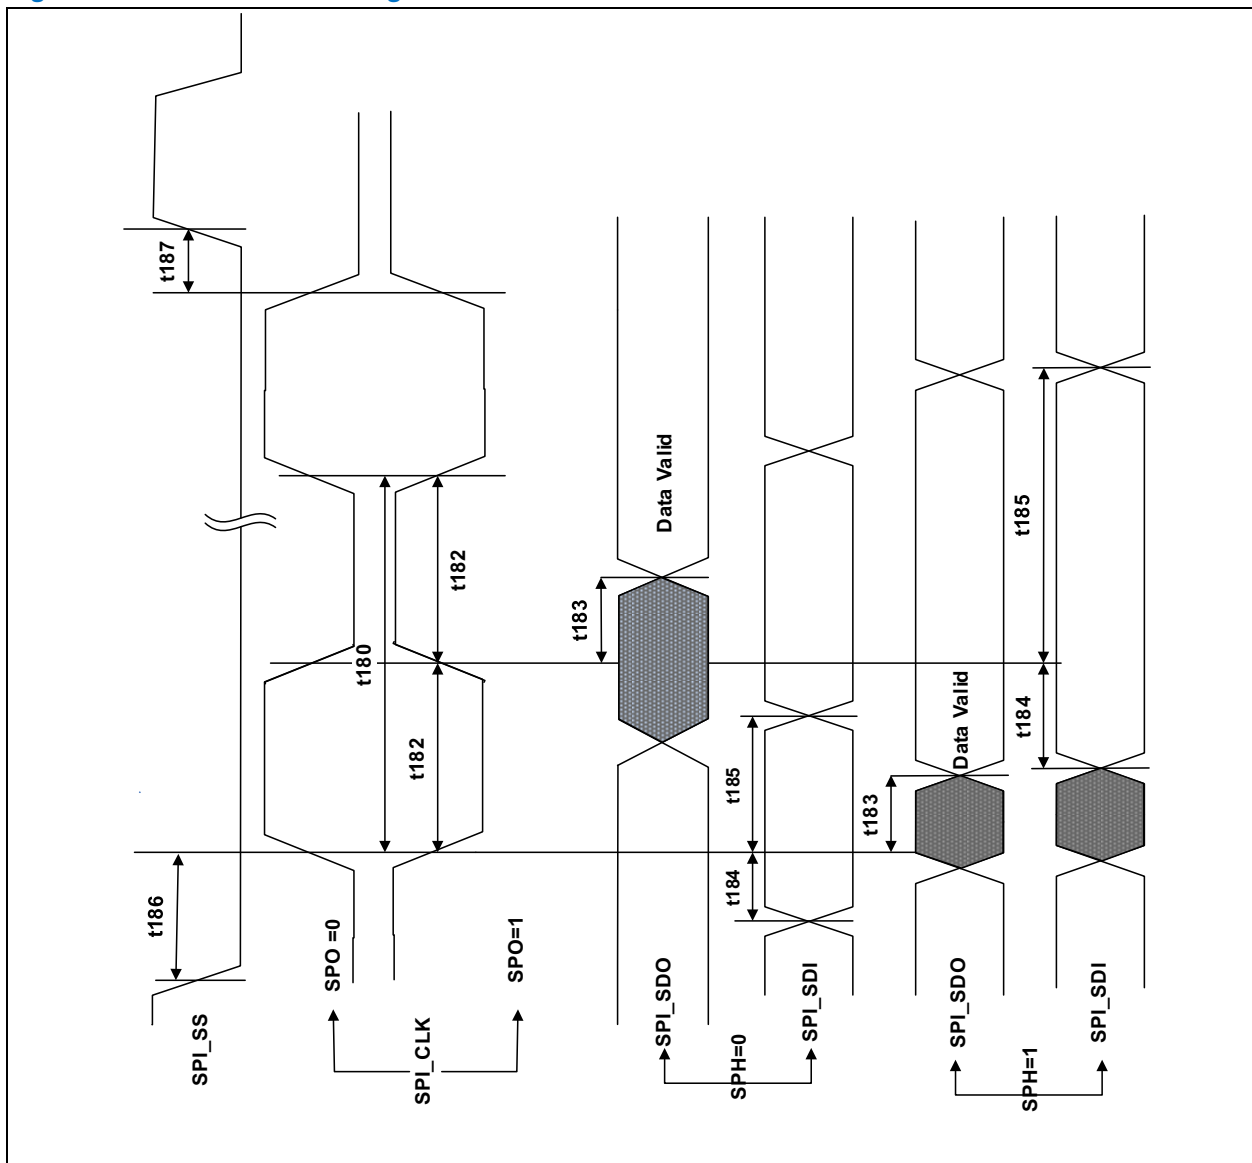 t187
t182
t180
t182
t186
SPI_SS
SPO =0
SPI_CLK
SPO=1
Data Valid
t183
t185
t184
SPI_SDO
SPH=0
SPI_SDI
Data Valid
t183
t185
t184
SPI_SDO
SPH=1
SPI_SDI